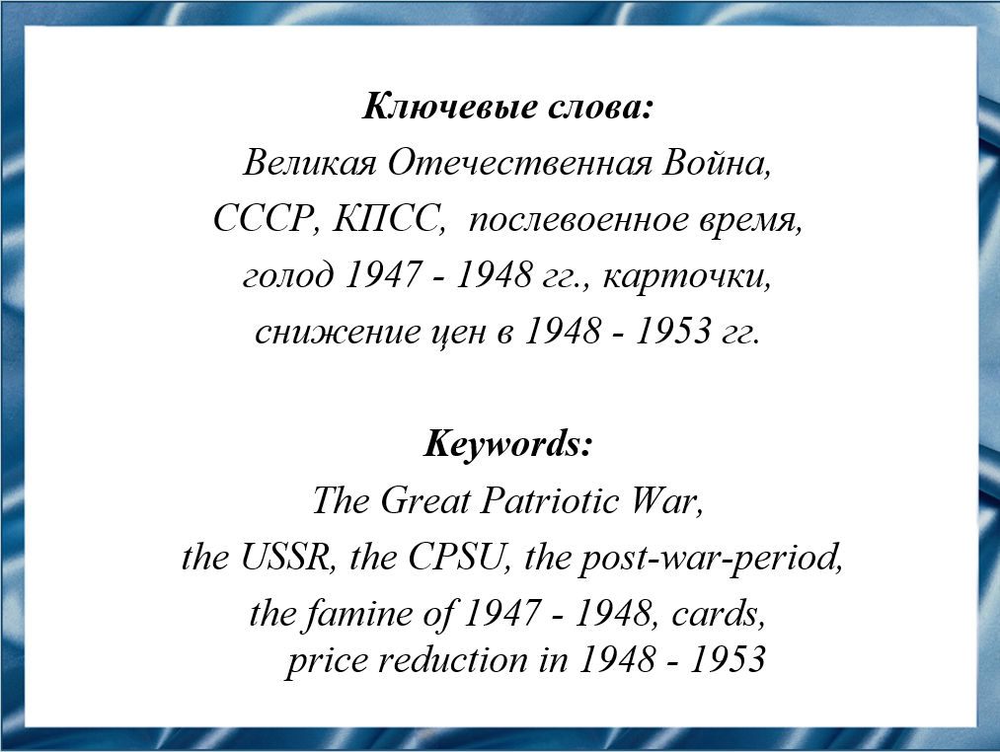 Ключевые слова:
Великая Отечественная Война,
СССР, КПСС,  послевоенное время,
голод 1947 - 1948 гг., карточки,
снижение цен в 1948 - 1953 гг.
Keywords:
The Great Patriotic War,
the USSR, the CPSU, the post-war-period,
the famine of 1947 - 1948, cards,
price reduction in 1948 - 1953